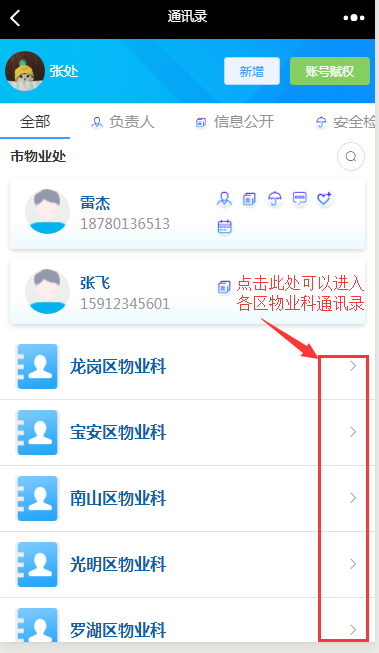 通讯录
张处
新增
账号赋权
全部
负责人
信息公开
安全检
市物业处
雷杰
18780136513
张飞
15912345601
点击此处可以进入
各区物业科通讯录
龙岗区物业科
宝安区物业科
南山区物业科
光明区物业科
罗湖区物业科